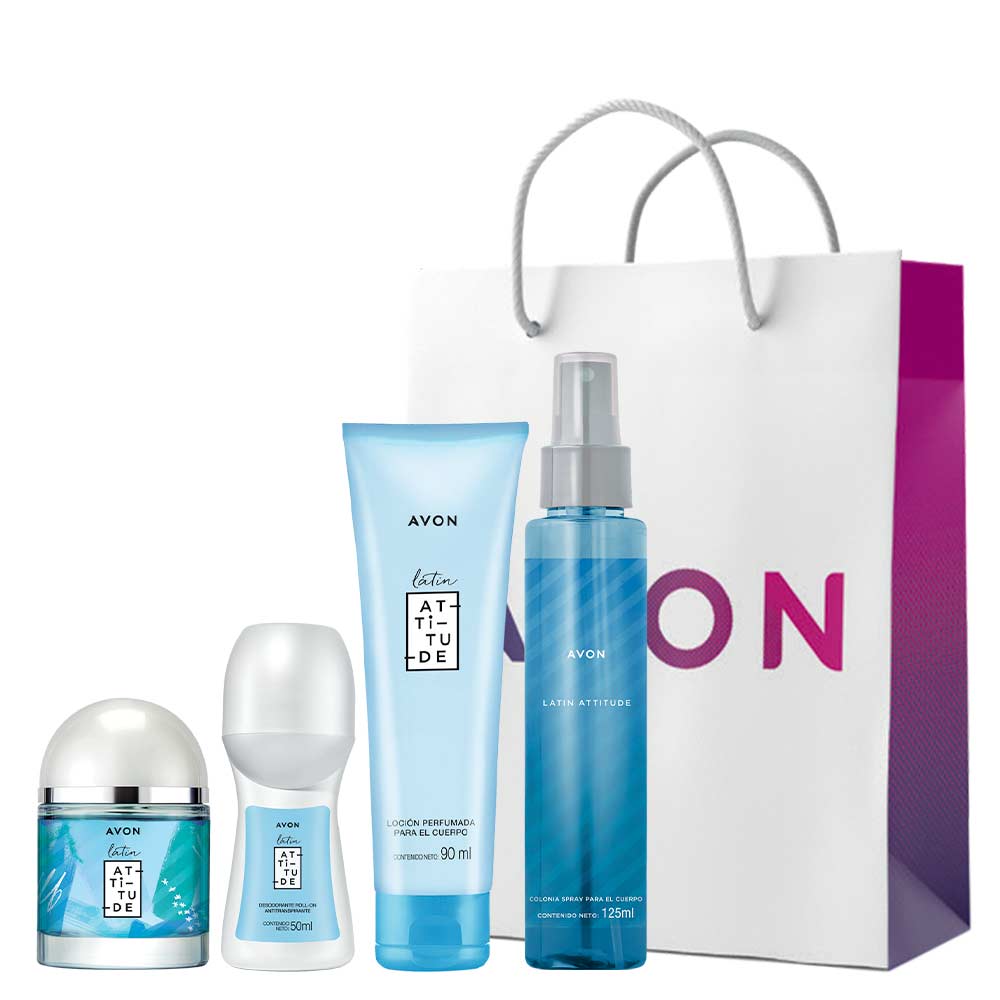 AVON
AVON
latin
AT
TI-
TU
DE
AVON
latin
AT
TI-
TU
DE
DESODORANTE ROLL-ON
ANTITRANSPIRANTE
CONTENIDO
NETO: 50ml
AVON
latin
AT
TI-
TU
DE
LOCIÓN PERFUMADA
PARA EL CUERPO
CONTENIDO NETO: 90 ml
AVON
LATIN ATTITUDE
COLONIA SPRAY PARA EL CUERPO
CONTENIDO NETO: 125ml